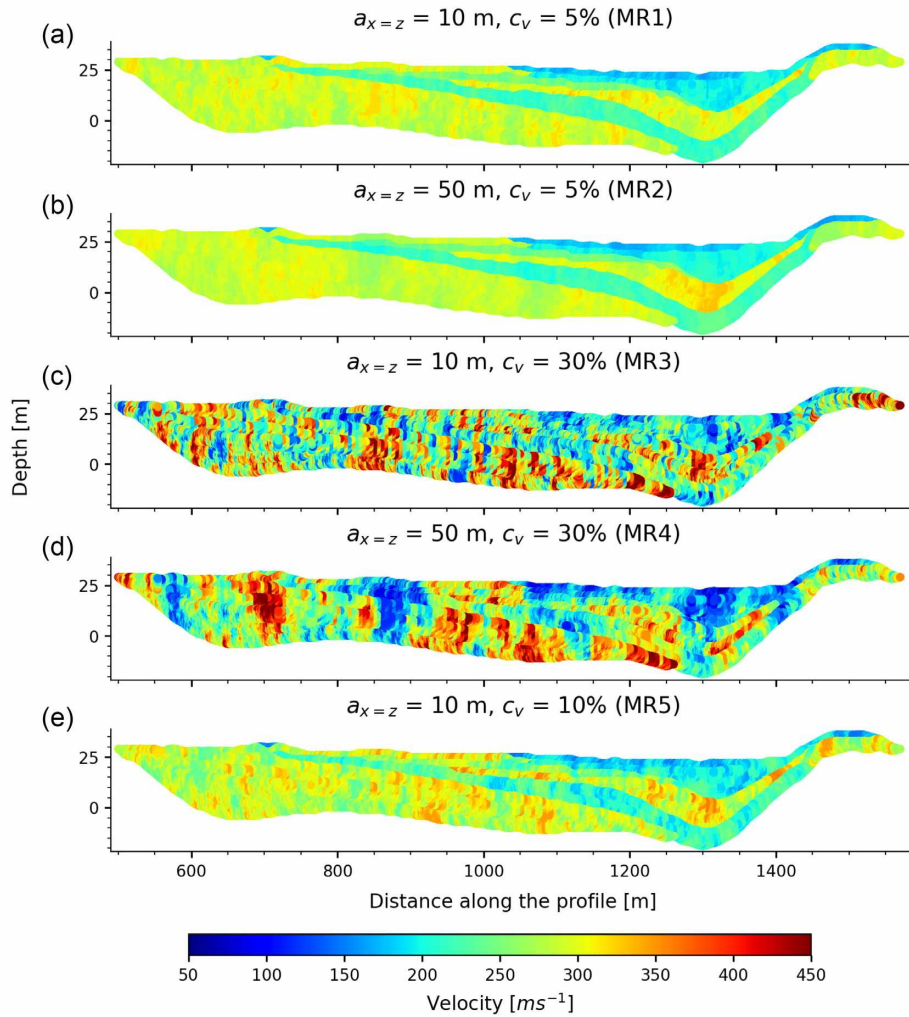 (a)
a_{x=z} = 10 m, c_v = 5% (MR1)
25
0
(b)
a_{x=z} = 50 m, c_v = 5% (MR2)
25
0
(c)
a_{x=z} = 10 m, c_v = 30% (MR3)
25
0
Depth [m]
(d)
a_{x=z} = 50 m, c_v = 30% (MR4)
25
0
(e)
a_{x=z} = 10 m, c_v = 10% (MR5)
25
0
600 800 1000 1200 1400
Distance along the profile [m]
50 100 150 200 250 300 350 400 450
Velocity [ms⁻¹]